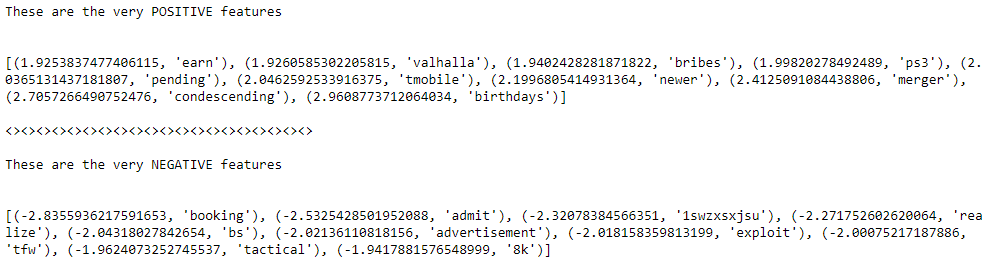 These are the very POSITIVE features
[(1.9253837477406115, 'earn'), (1.9260585302205815, 'valhalla'), (1.9402428281871822, 'bribes'), (1.99820278492489, 'ps3'), (2.
0365131437181807, 'pending'), (2.0462592533916375, 'tmobile'), (2.1996805414931364, 'newer'), (2.4125091084438806, 'merger'),
(2.7057266490752476, 'condescending'), (2.9608773712064034, 'birthdays')]
<><><><><><><><><><><><><><><><><><><><>
These are the very NEGATIVE features
[(-2.8355936217591653, 'booking'), (-2.5325428501952088, 'admit'), (-2.32078384566351, '1swzxsxjsu'), (-2.271752602620064, 'rea
lize'), (-2.04318027842654, 'bs'), (-2.02136110818156, 'advertisement'), (-2.018158359813199, 'exploit'), (-2.00075217187886,
'tfw'), (-1.9624073252745537, 'tactical'), (-1.9417881576548999, '8k')]